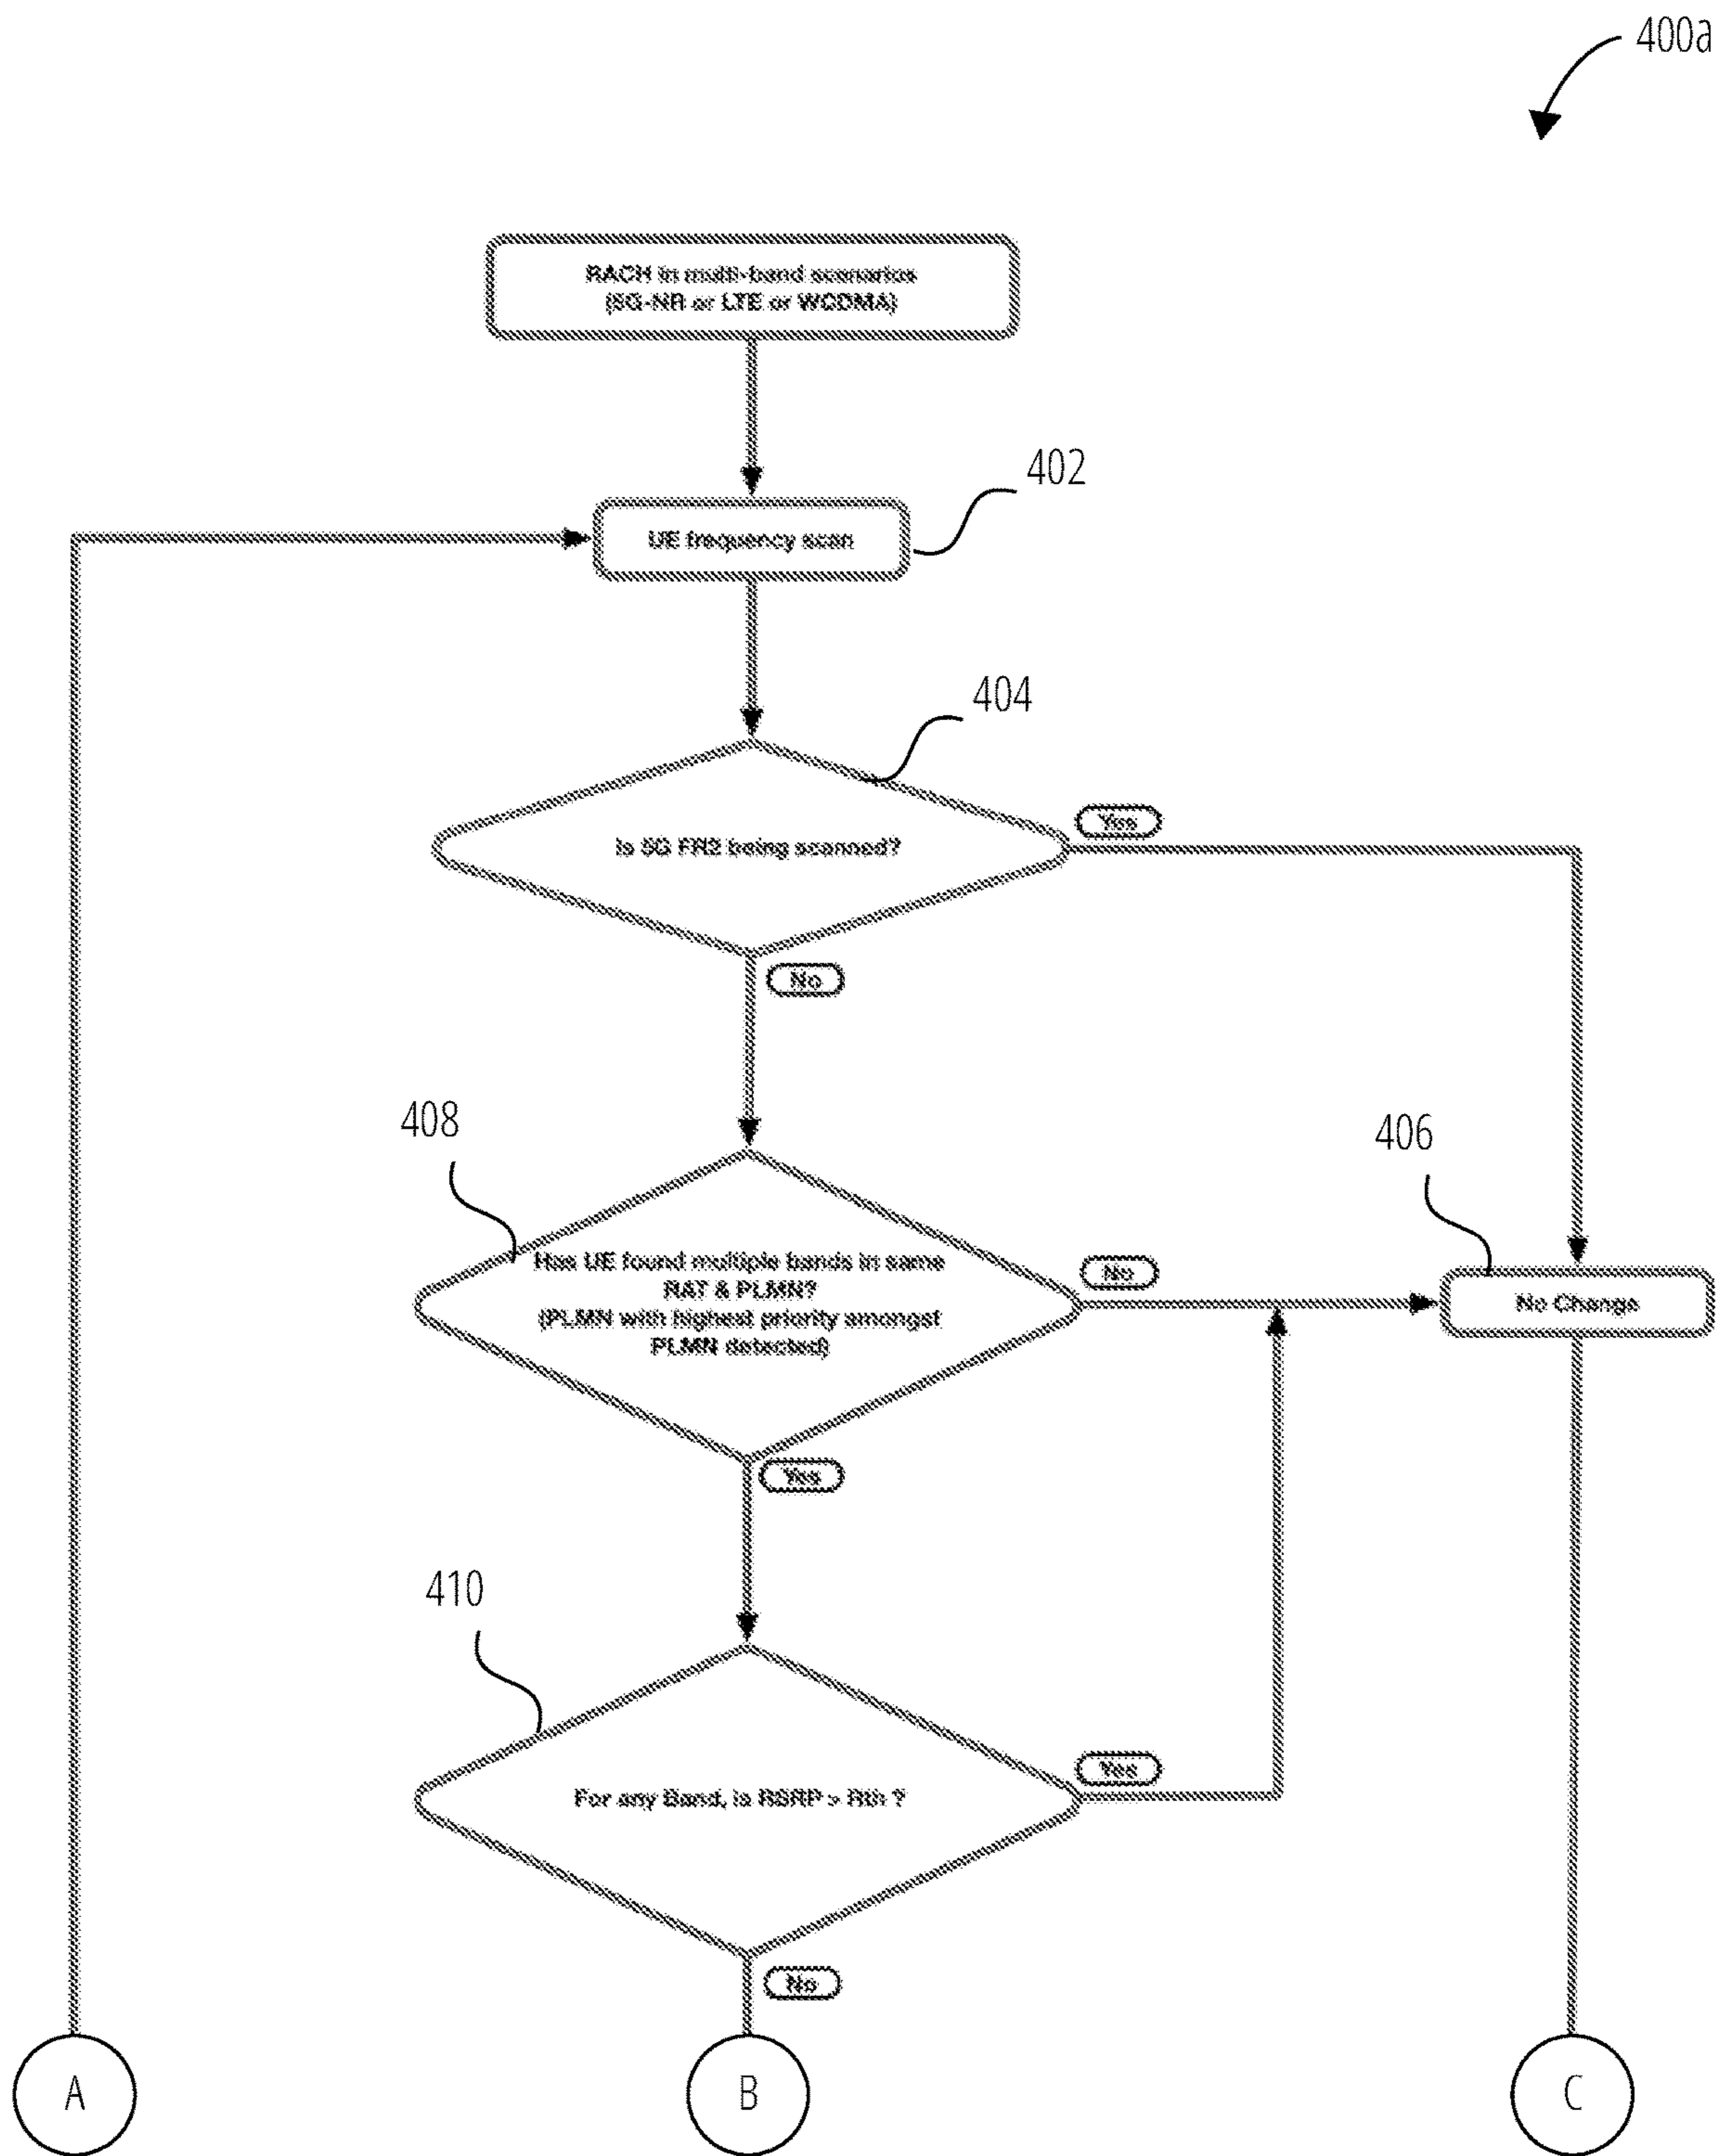 400a
RACH in multi-band scenarios
(5G-NR or LTE or WCDMA)
402
UE frequency scan
404
Yes
Is 5G FR2 being scanned?
No
408
406
Has UE found multiple bands in same
RAT & PLMN?
(PLMN with highest priority amongst
PLMN detected)
No
No Change
Yes
410
Yes
For any Band, is RSRP > Rth ?
No
A
B
C